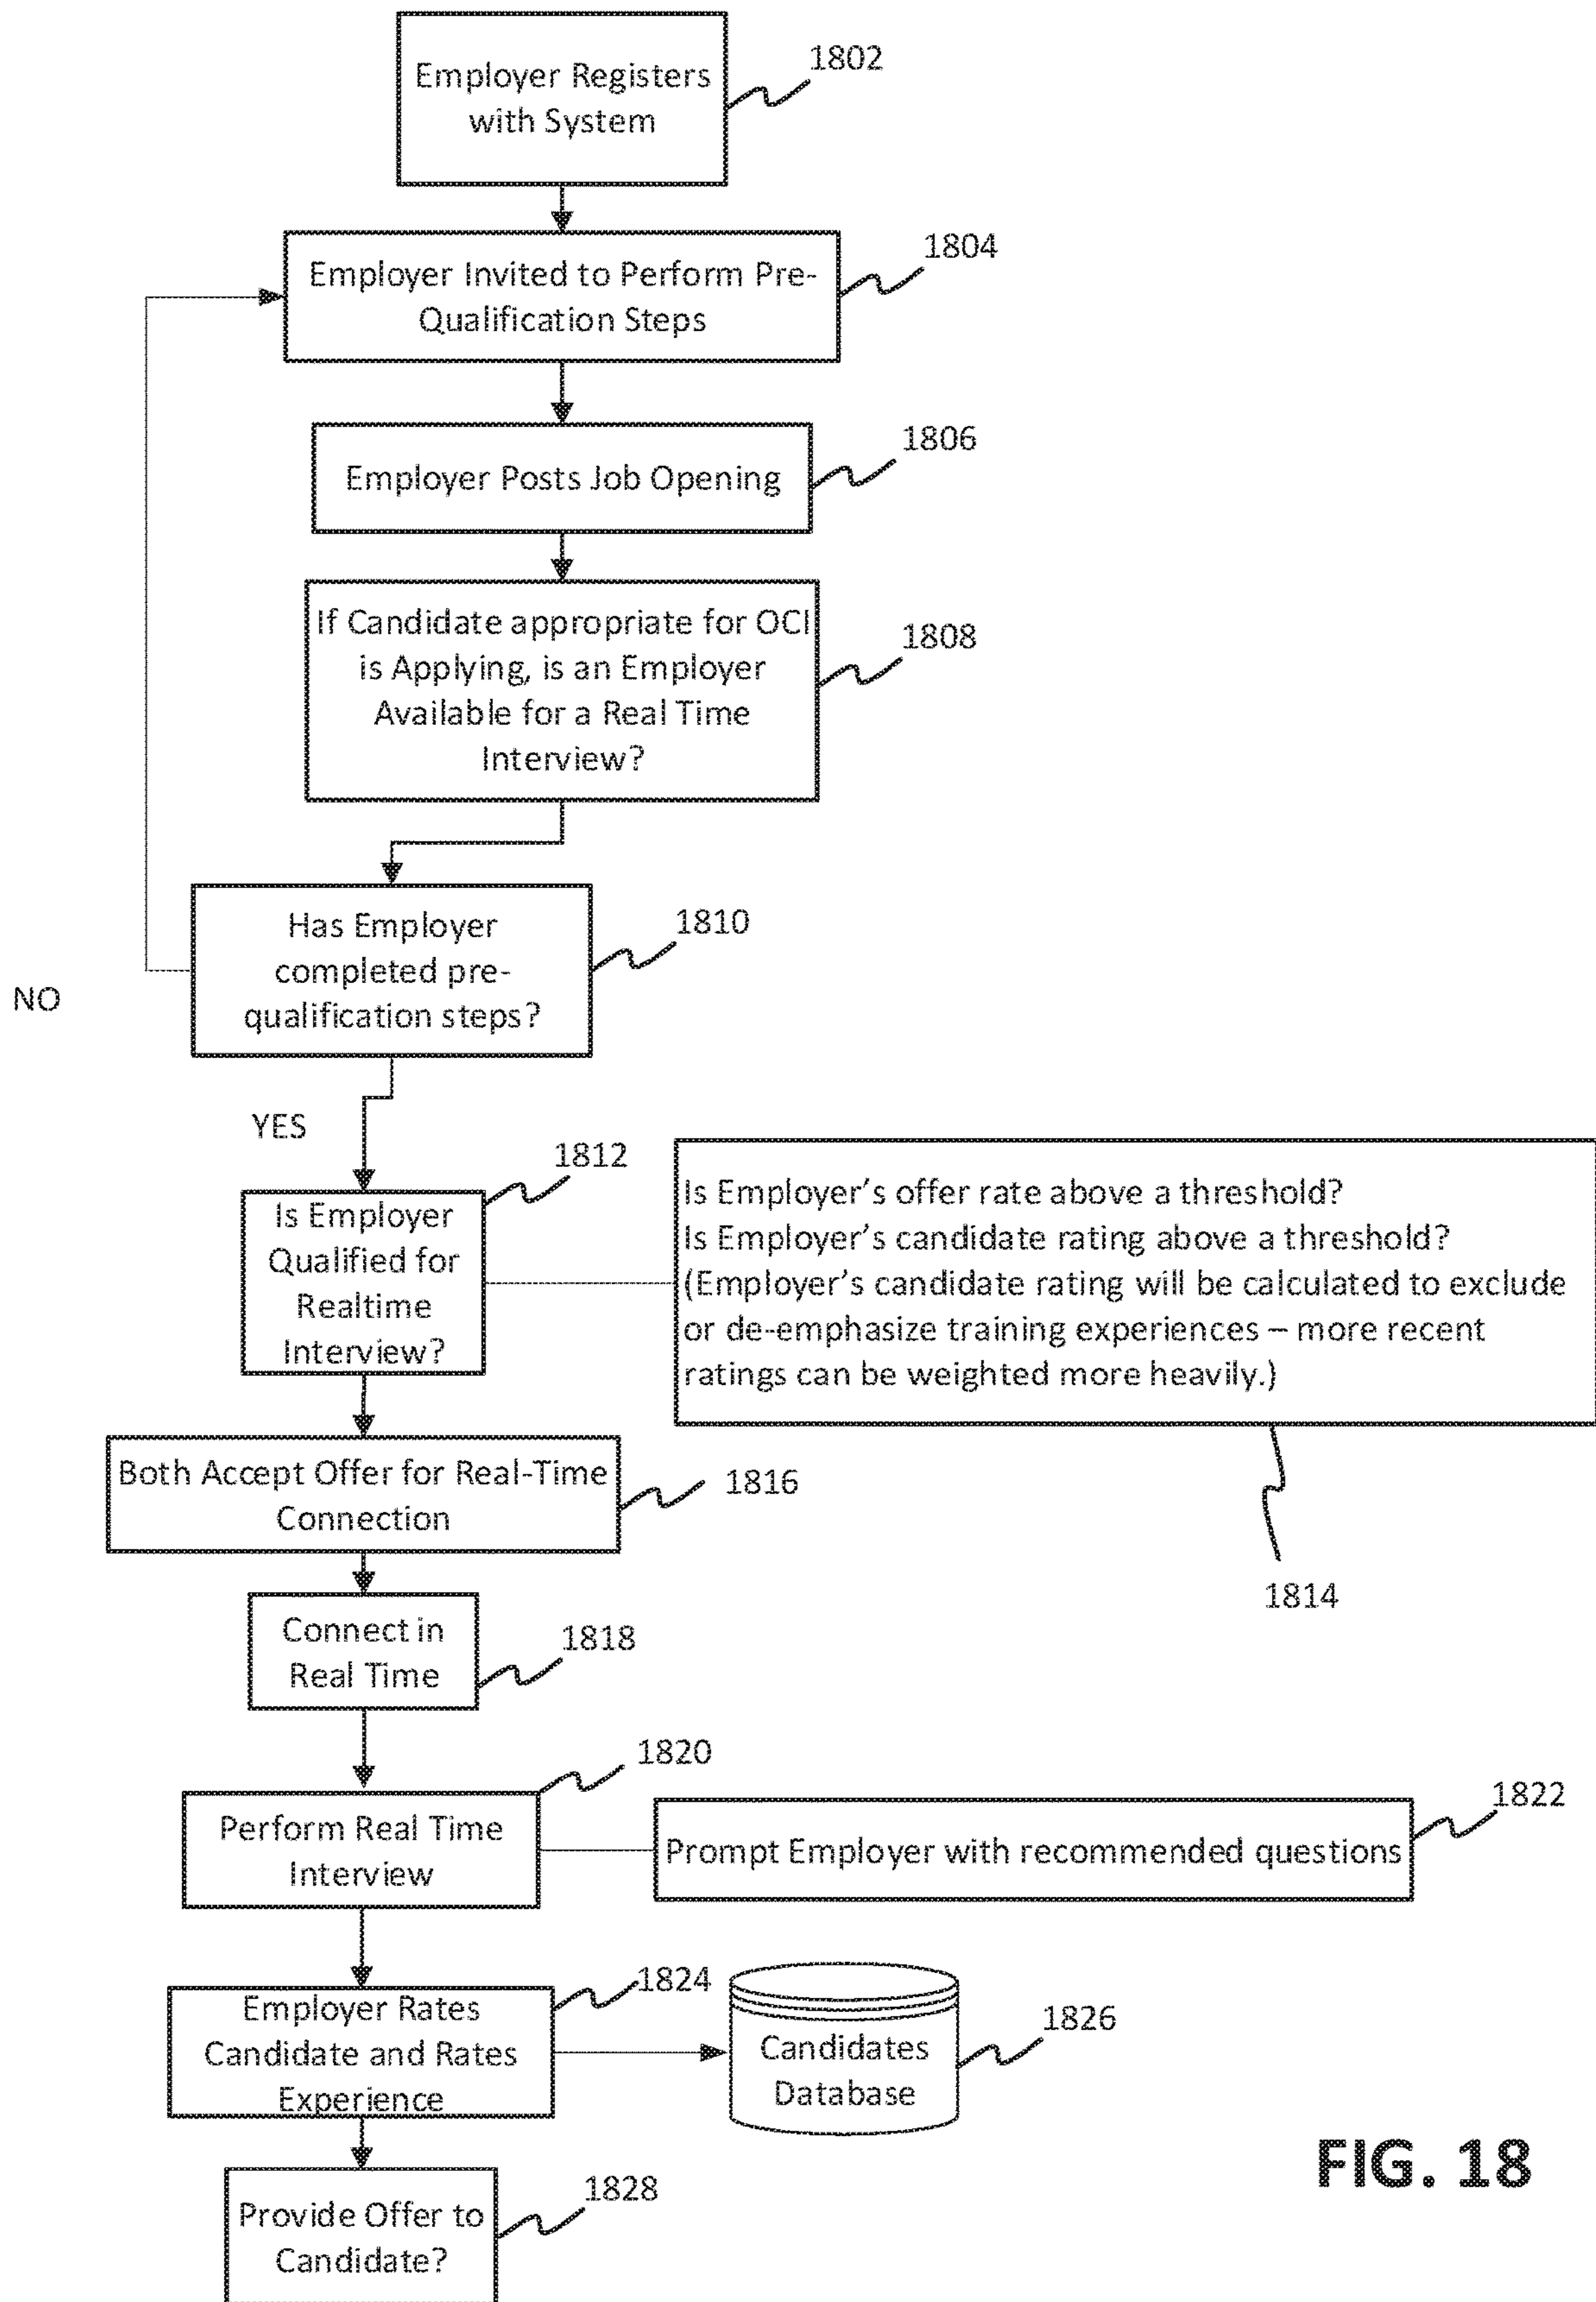 Employer Registers
with System
1802
Employer Invited to Perform Pre-
Qualification Steps
1804
Employer Posts Job Opening
1806
If Candidate appropriate for OCI
is Applying, is an Employer
Available for a Real Time
Interview?
1808
Has Employer
completed pre-
qualification steps?
1810
NO
YES
Is Employer
Qualified for
Realtime
Interview?
1812
Is Employer's offer rate above a threshold?
Is Employer's candidate rating above a threshold?
(Employer's candidate rating will be calculated to exclude
or de-emphasize training experiences – more recent
ratings can be weighted more heavily.)
1814
Both Accept Offer for Real-Time
Connection
1816
Connect in
Real Time
1818
Perform Real Time
Interview
1820
Prompt Employer with recommended questions
1822
Employer Rates
Candidate and Rates
Experience
1824
Candidates
Database
1826
Provide Offer to
Candidate?
1828
FIG. 18